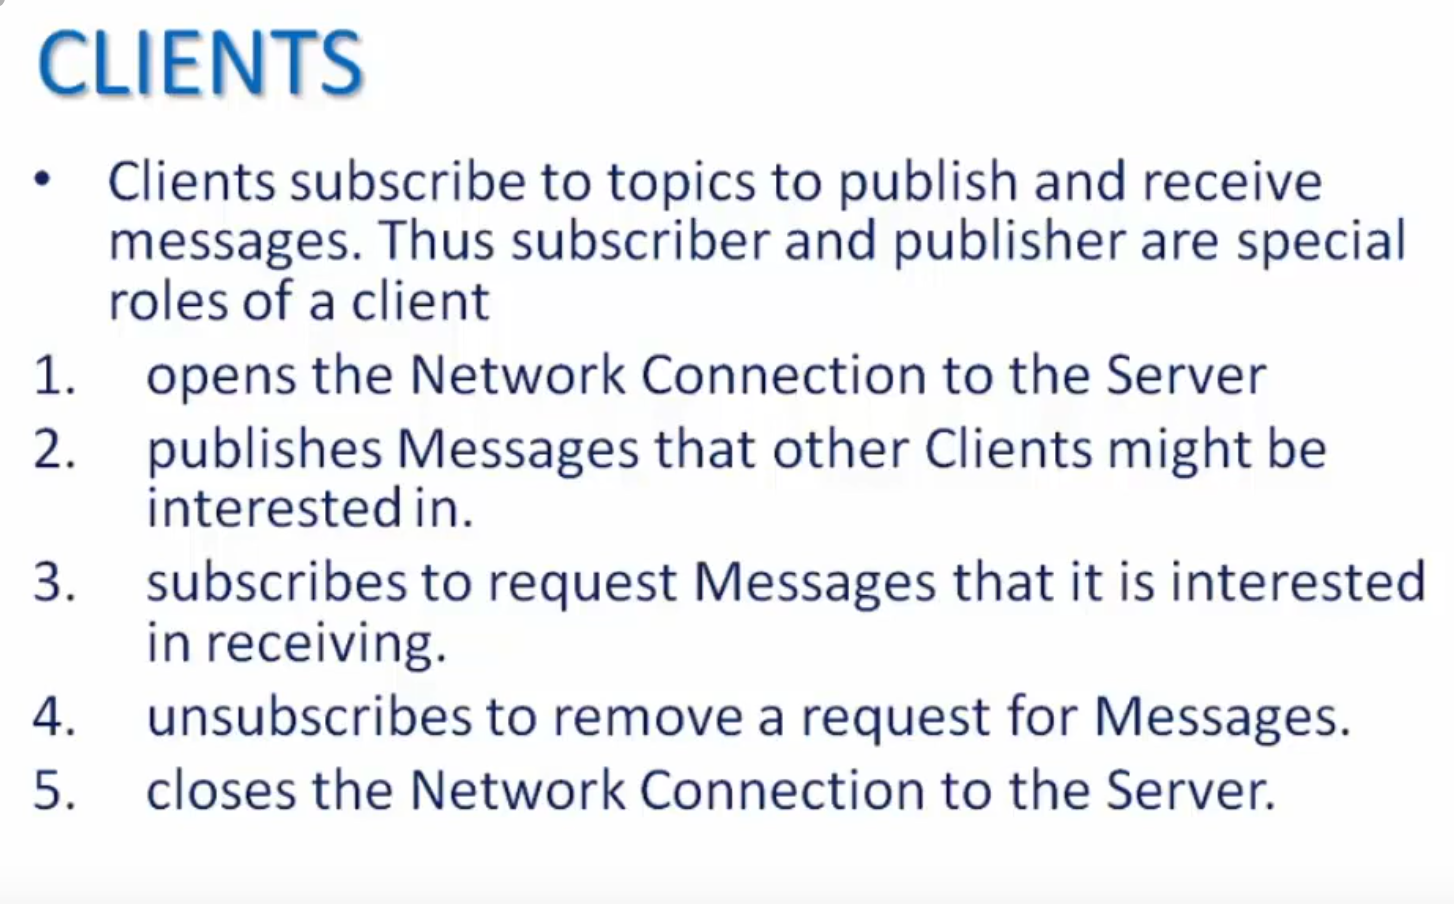 CLIENTS
• Clients subscribe to topics to publish and receive
messages. Thus subscriber and publisher are special
roles of a client
1. opens the Network Connection to the Server
2. publishes Messages that other Clients might be
interested in.
3. subscribes to request Messages that it is interested
in receiving.
4. unsubscribes to remove a request for Messages.
5. closes the Network Connection to the Server.